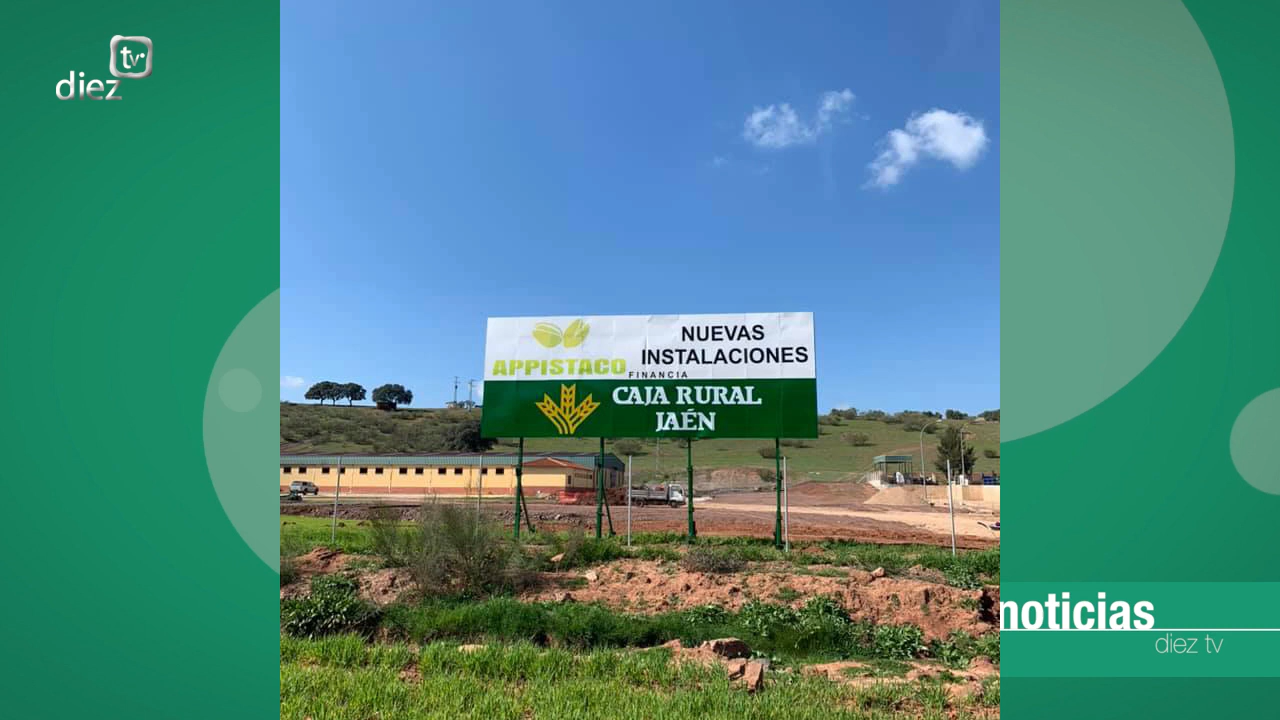 tv
diez
NUEVAS
INSTALACIONES
APPISTACO
FINANCIA
CAJA RURAL
JAÉN
noticias
diez tv